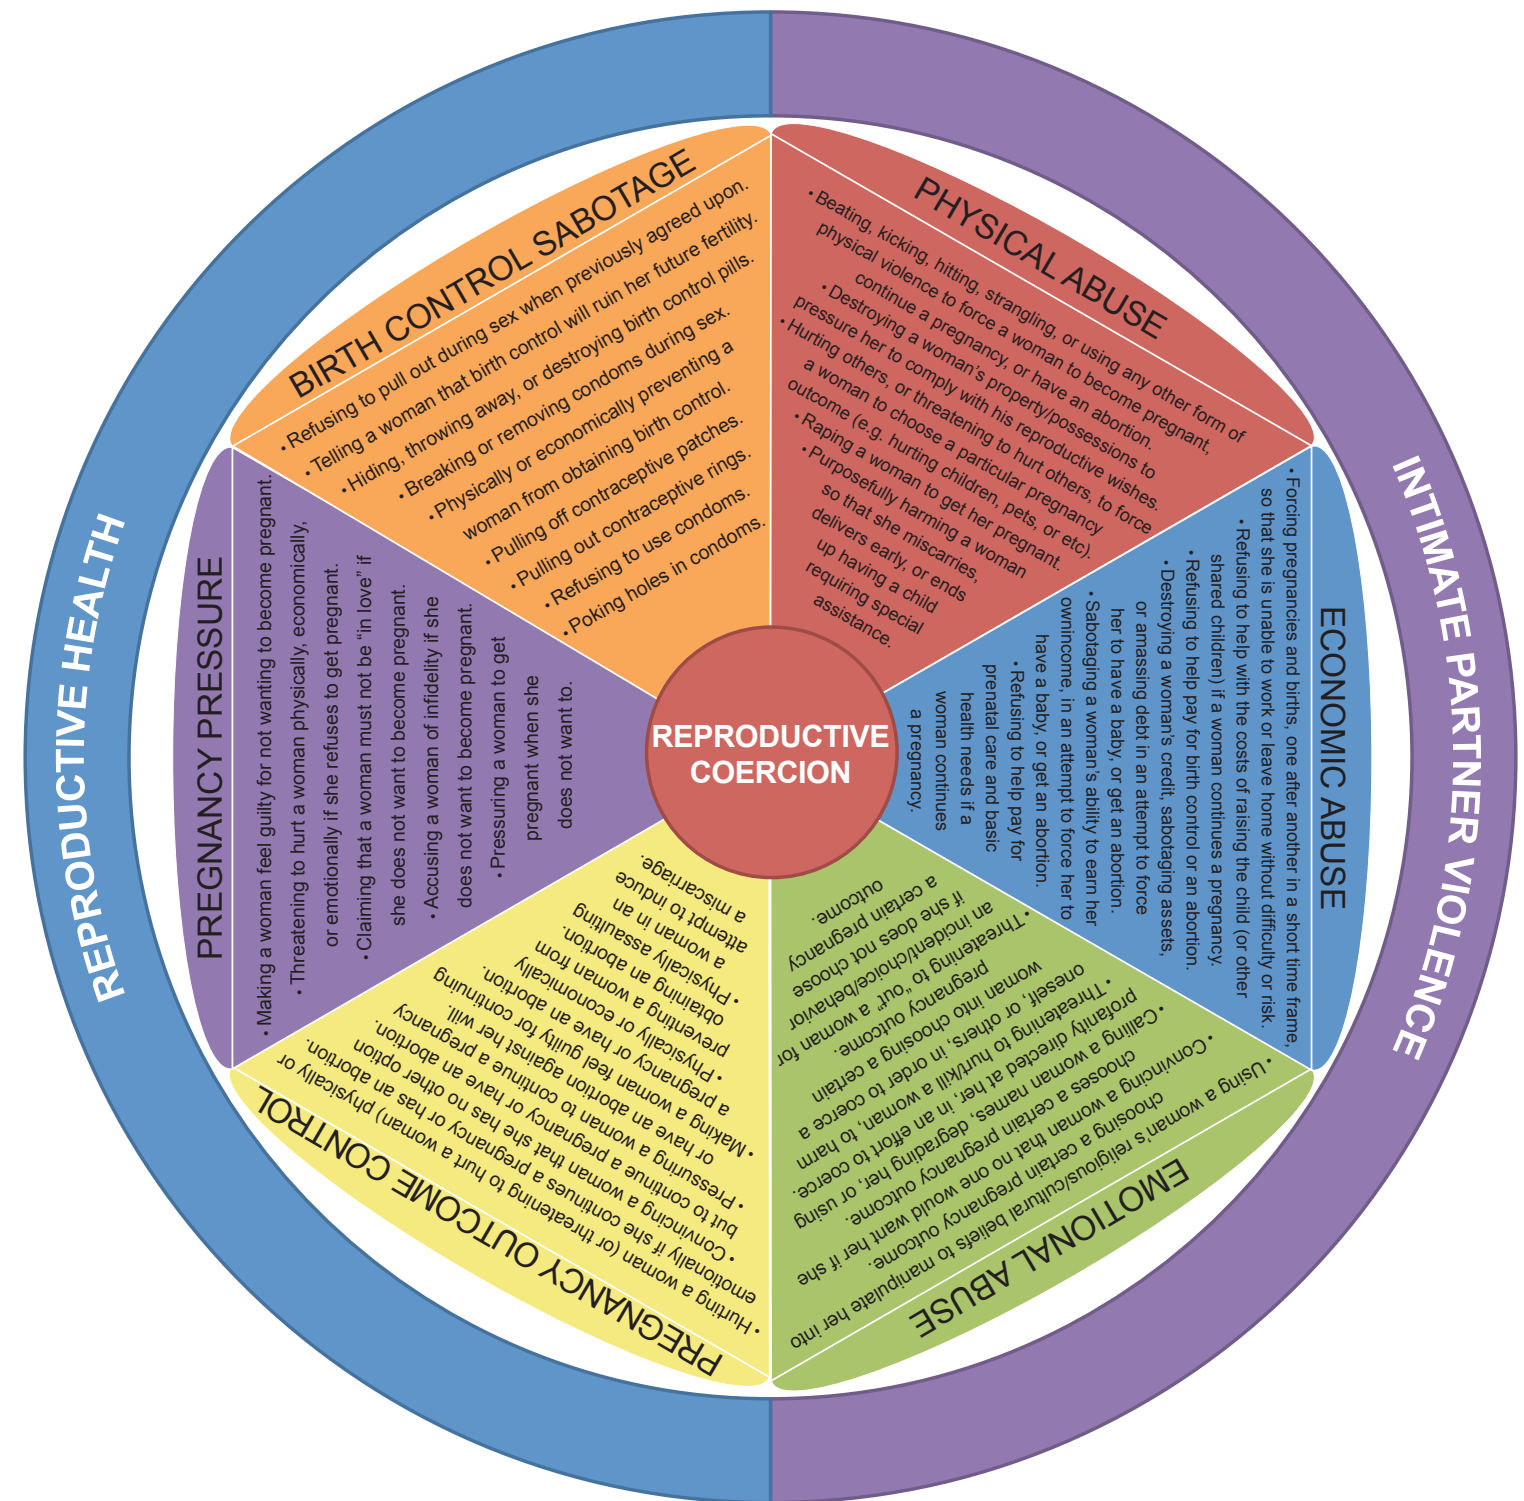 REPRODUCTIVE HEALTH
INTIMATE PARTNER VIOLENCE
REPRODUCTIVE
COERCION
BIRTH CONTROL SABOTAGE
• Refusing to pull out during sex when previously agreed upon.
• Telling a woman that birth control will ruin her future fertility.
• Hiding, throwing away, or destroying birth control pills.
• Breaking or removing condoms during sex.
• Physically or economically preventing a
woman from obtaining birth control.
• Pulling off contraceptive patches.
• Pulling out contraceptive rings.
• Refusing to use condoms.
• Poking holes in condoms.
PHYSICAL ABUSE
• Beating, kicking, hitting, strangling, or using any other form of
physical violence to force a woman to become pregnant,
continue a pregnancy, or have an abortion.
• Destroying a woman's property/possessions to
pressure her to comply with his reproductive wishes.
• Hurting others, or threatening to hurt others, to force
a woman to choose a particular pregnancy
outcome (e.g. hurting children, pets, or etc).
• Raping a woman to get her pregnant.
• Purposefully harming a woman
so that she miscarries,
delivers early, or ends
up having a child
requiring special
assistance.
ECONOMIC ABUSE
• Forcing pregnancies and births, one after another in a short time frame,
so that she is unable to work or leave home without difficulty or risk.
• Refusing to help with the costs of raising the child (or other
shared children) if a woman continues a pregnancy.
• Refusing to help pay for birth control or an abortion.
• Destroying a woman's credit, sabotaging assets,
or amassing debt in an attempt to force
her to have a baby, or get an abortion.
• Sabotaging a woman's ability to earn her
ownincome, in an attempt to force her to
have a baby, or get an abortion.
• Refusing to help pay for
prenatal care and basic
health needs if a
woman continues
a pregnancy.
EMOTIONAL ABUSE
• Using a woman's religious/cultural beliefs to manipulate her into
choosing a certain pregnancy outcome.
• Convincing a woman that no one would want her if she
chooses a certain pregnancy outcome.
• Calling a woman names, degrading her, or using
profanity directed at her, in an effort to coerce.
• Threatening to hurt/kill a woman, to harm
oneself, or others, in order to coerce a
woman into choosing a certain
pregnancy outcome.
• Threatening to "out" a woman for
an incident/choice/behavior
if she does not choose
a certain pregnancy
outcome.
PREGNANCY OUTCOME CONTROL
• Hurting a woman (or threatening to hurt a woman) physically or
emotionally if she continues a pregnancy or has an abortion.
• Convincing a woman that she has no other option
but to continue a pregnancy or have an abortion.
• Pressuring a woman to continue a pregnancy
or have an abortion against her will.
• Making a woman feel guilty for continuing
a pregnancy or have an abortion.
• Physically or economically
preventing a woman from
obtaining an abortion.
• Physically assaulting
a woman in an
attempt to induce
a miscarriage.
PREGNANCY PRESSURE
• Making a woman feel guilty for not wanting to become pregnant.
• Threatening to hurt a woman physically, economically,
or emotionally if she refuses to get pregnant.
• Claiming that a woman must not be "in love" if
she does not want to become pregnant.
• Accusing a woman of infidelity if she
does not want to become pregnant.
• Pressuring a woman to get
pregnant when she
does not want to.